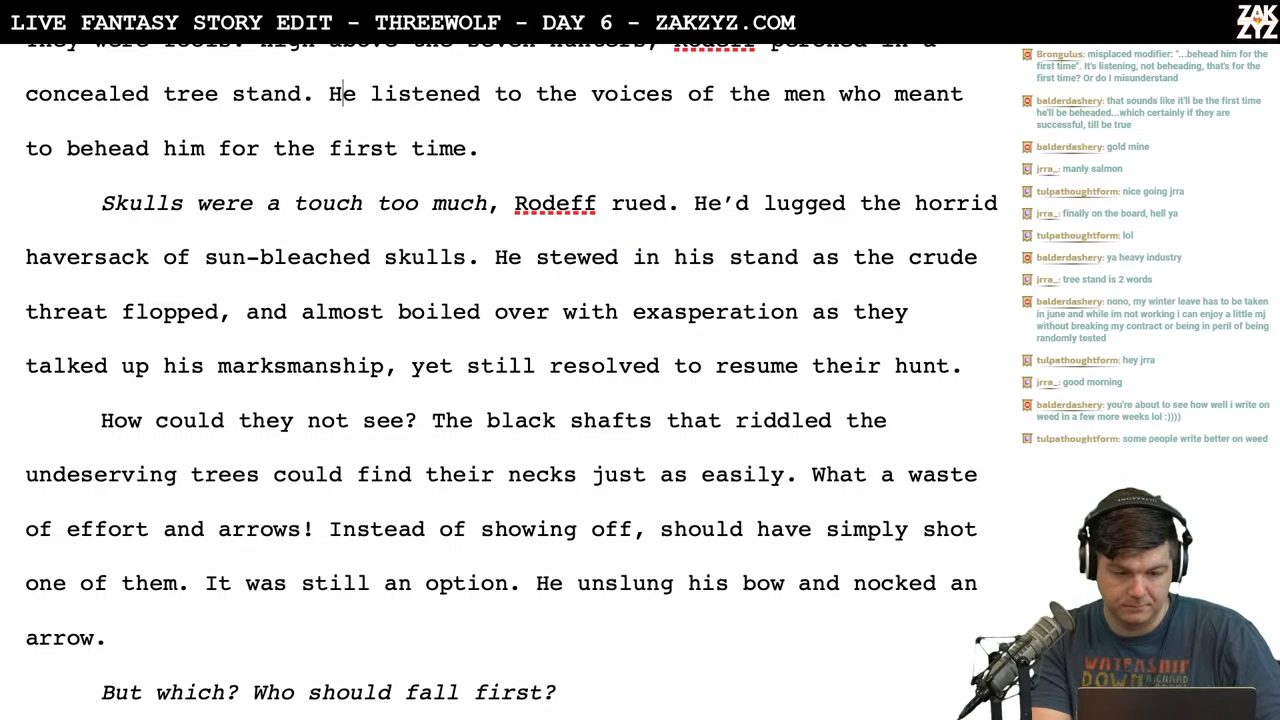 LIVE FANTASY STORY EDIT - THREEWOLF - DAY 6 - ZAKZYZ.COM
ZAK
ZYZ
They were fools. High above the seven hunters, Rodeff perched in a
concealed tree stand. He listened to the voices of the men who meant
to behead him for the first time.
Skulls were a touch too much, Rodeff rued. He’d lugged the horrid
haversack of sun-bleached skulls. He stewed in his stand as the crude
threat flopped, and almost boiled over with exasperation as they
talked up his marksmanship, yet still resolved to resume their hunt.
How could they not see? The black shafts that riddled the
undeserving trees could find their necks just as easily. What a waste
of effort and arrows! Instead of showing off, should have simply shot
one of them. It was still an option. He unslung his bow and nocked an
arrow.
But which? Who should fall first?
Brongulus: misplaced modifier: "...behead him for the
first time". It's listening, not beheading, that's for the
first time? Or do I misunderstand
balderdashery: that sounds like it'll be the first time
he'll be beheaded...which certainly if they are
successful, till be true
balderdashery: gold mine
jrra_: manly salmon
tulpathoughtform: nice going jrra
jrra_: finally on the board, hell ya
tulpathoughtform: lol
balderdashery: ya heavy industry
jrra_: tree stand is 2 words
balderdashery: nono, my winter leave has to be taken
in june and while im not working i can enjoy a little mj
without breaking my contract or being in peril of being
randomly tested
tulpathoughtform: hey jrra
jrra_: good morning
balderdashery: you're about to see how well i write on
weed in a few more weeks lol :))))
tulpathoughtform: some people write better on weed
WATERSHIP
DOWN
RICHARD